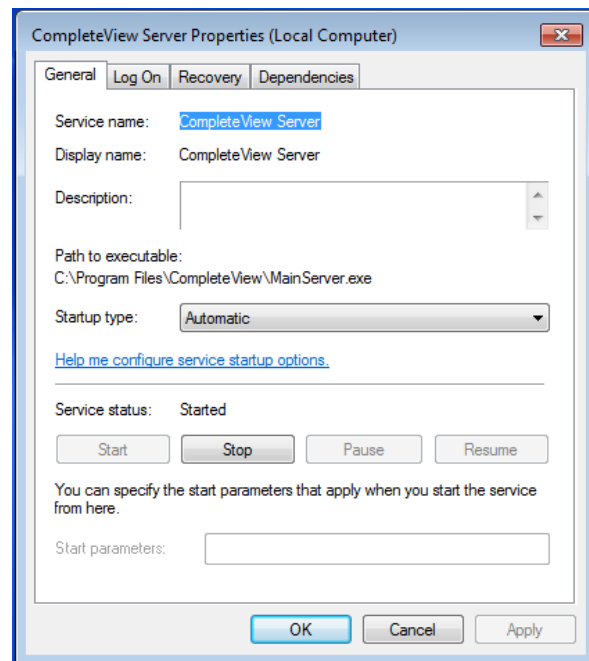 CompleteView Server Properties (Local Computer)
General Log On Recovery Dependencies
Service name: CompleteView Server
Display name: CompleteView Server
Description:
Path to executable:
C:\Program Files\CompleteView\MainServer.exe
Startup type: Automatic
Help me configure service startup options.
Service status: Started
Start Stop Pause Resume
You can specify the start parameters that apply when you start the service
from here.
Start parameters:
OK Cancel Apply